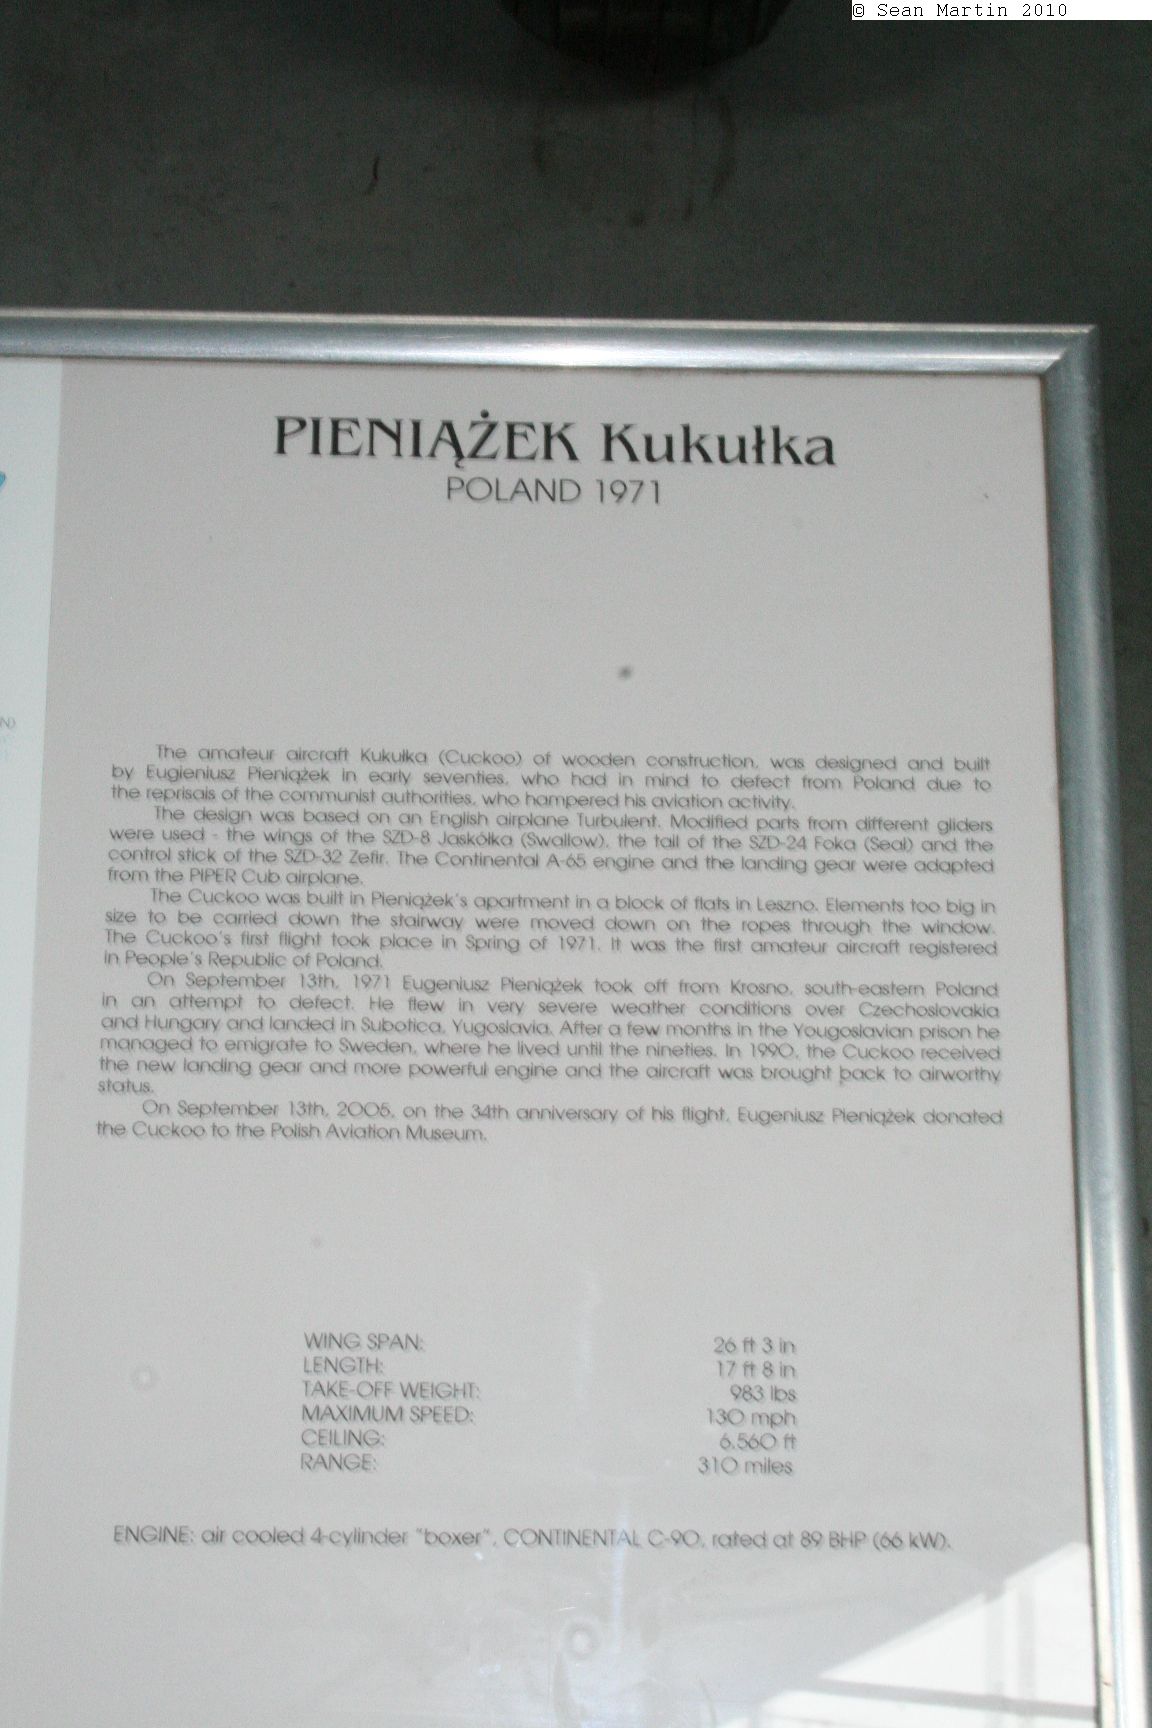 © Sean Martin 2010
PIENIĄŻEK Kukułka
POLAND 1971
N)
The amateur aircraft Kukułka (Cuckoo) of wooden construction, was designed and built
by Eugieniusz Pieniążek in early seventies, who had in mind to defect from Poland due to
the reprisals of the communist authorities, who hampered his aviation activity.
The design was based on an English airplane Turbulent. Modified parts from different gliders
were used - the wings of the SZD-8 Jaskółka (Swallow), the tail of the SZD-24 Foka (Seal) and the
control stick of the SZD-32 Zefir. The Continental A-65 engine and the landing gear were adapted
from the PIPER Cub airplane.
The Cuckoo was built in Pieniążek's apartment in a block of flats in Leszno. Elements too big in
size to be carried down the stairway were moved down on the ropes through the window.
The Cuckoo's first flight took place in Spring of 1971. It was the first amateur aircraft registered
in People's Republic of Poland.
On September 13th, 1971 Eugeniusz Pieniążek took off from Krosno, south-eastern Poland
in an attempt to defect. He flew in very severe weather conditions over Czechoslovakia
and Hungary and landed in Subotica, Yugoslavia. After a few months in the Yougoslavian prison he
managed to emigrate to Sweden, where he lived until the nineties. In 1990, the Cuckoo received
the new landing gear and more powerful engine and the aircraft was brought back to airworthy
status.
On September 13th, 2005, on the 34th anniversary of his flight, Eugeniusz Pieniążek donated
the Cuckoo to the Polish Aviation Museum.
WING SPAN: 26 ft 3 in
LENGTH: 17 ft 8 in
TAKE-OFF WEIGHT: 983 lbs
MAXIMUM SPEED: 130 mph
CEILING: 6.560 ft
RANGE: 310 miles
ENGINE: air cooled 4-cylinder "boxer", CONTINENTAL C-90, rated at 89 BHP (66 kW).